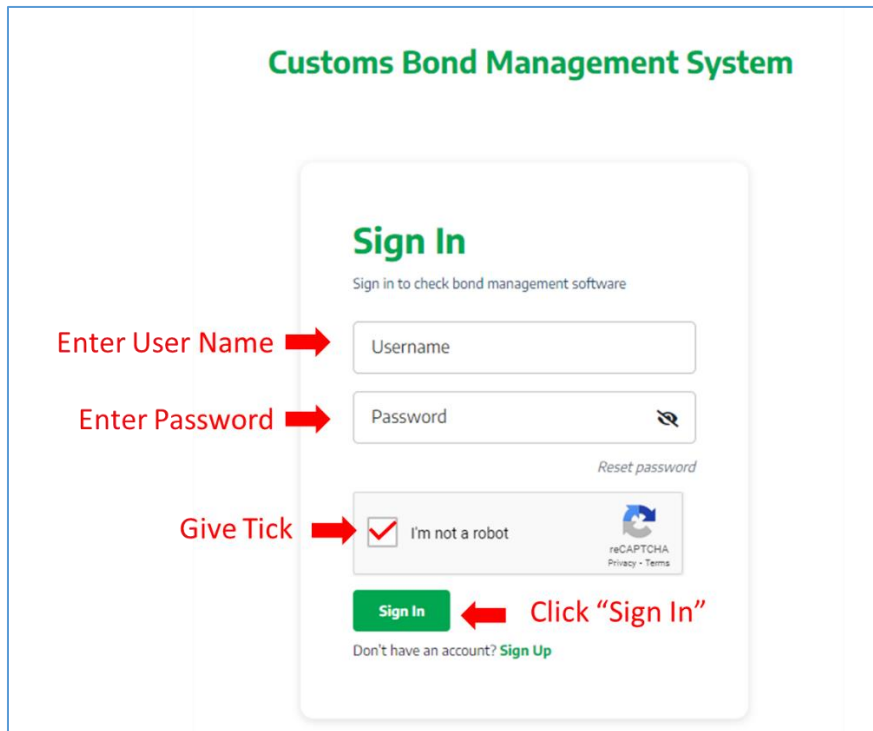 Customs Bond Management System
Sign In
Sign in to check bond management software
Enter User Name
Username
Enter Password
Password
Reset password
Give Tick
I'm not a robot
reCAPTCHA
Privacy - Terms
Sign In
Click “Sign In”
Don't have an account? Sign Up